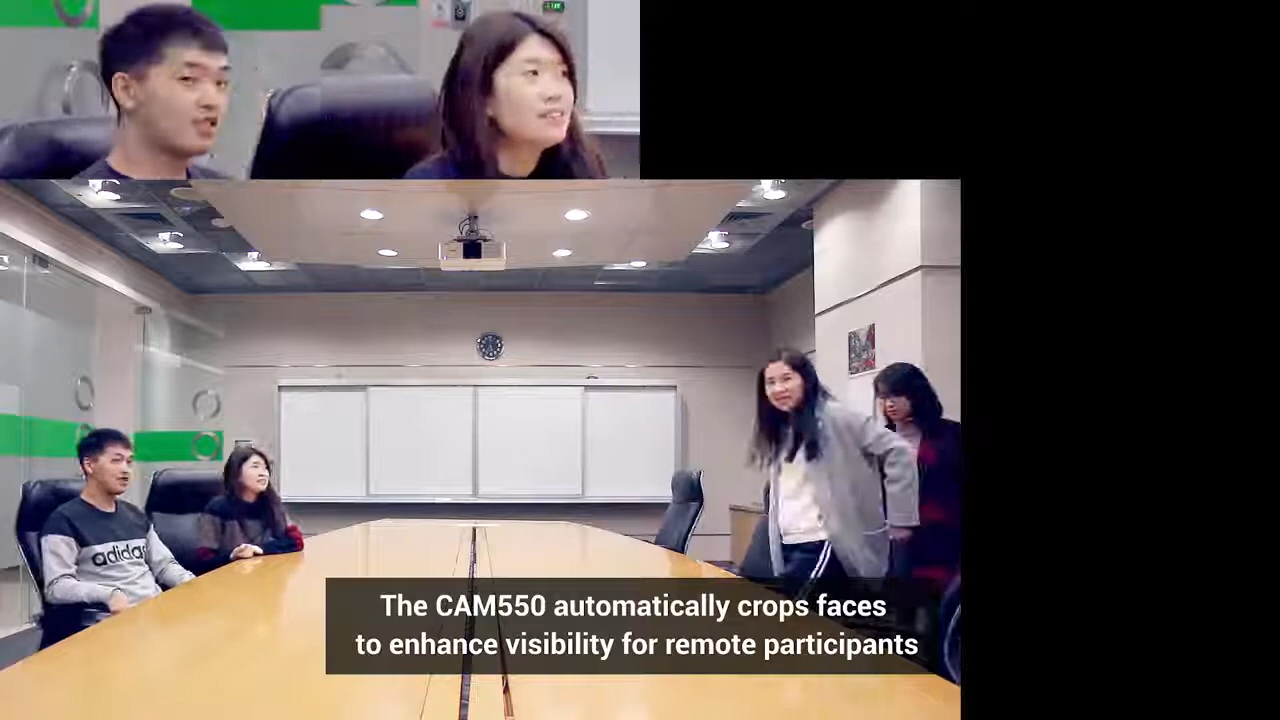 adidas
The CAM550 automatically crops faces
to enhance visibility for remote participants